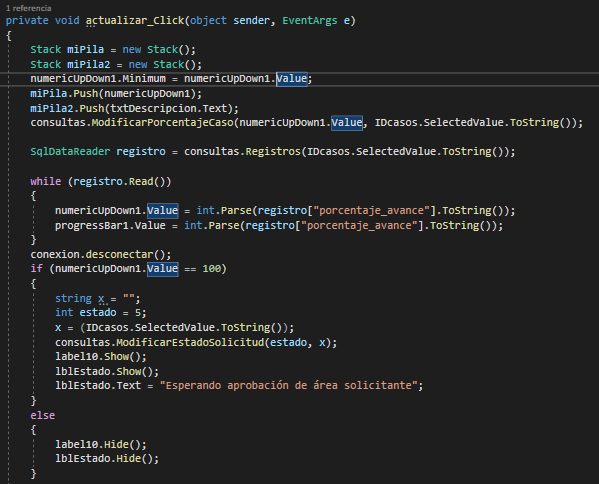 1 referencia
private void actualizar_Click(object sender, EventArgs e)
{
Stack miPila = new Stack();
Stack miPila2 = new Stack();
numericUpDown1.Minimum = numericUpDown1.Value;
miPila.Push(numericUpDown1);
miPila2.Push(txtDescripcion.Text);
consultas.ModificarPorcentajeCaso(numericUpDown1.Value, IDcasos.SelectedValue.ToString());
SqlDataReader registro = consultas.Registros(IDcasos.SelectedValue.ToString());
while (registro.Read())
{
numericUpDown1.Value = int.Parse(registro["porcentaje_avance"].ToString());
progressBar1.Value = int.Parse(registro["porcentaje_avance"].ToString());
}
conexion.desconectar();
if (numericUpDown1.Value == 100)
{
string x = "";
int estado = 5;
x = (IDcasos.SelectedValue.ToString());
consultas.ModificarEstadoSolicitud(estado, x);
label10.Show();
lblEstado.Show();
lblEstado.Text = "Esperando aprobación de área solicitante";
}
else
{
label10.Hide();
lblEstado.Hide();
}